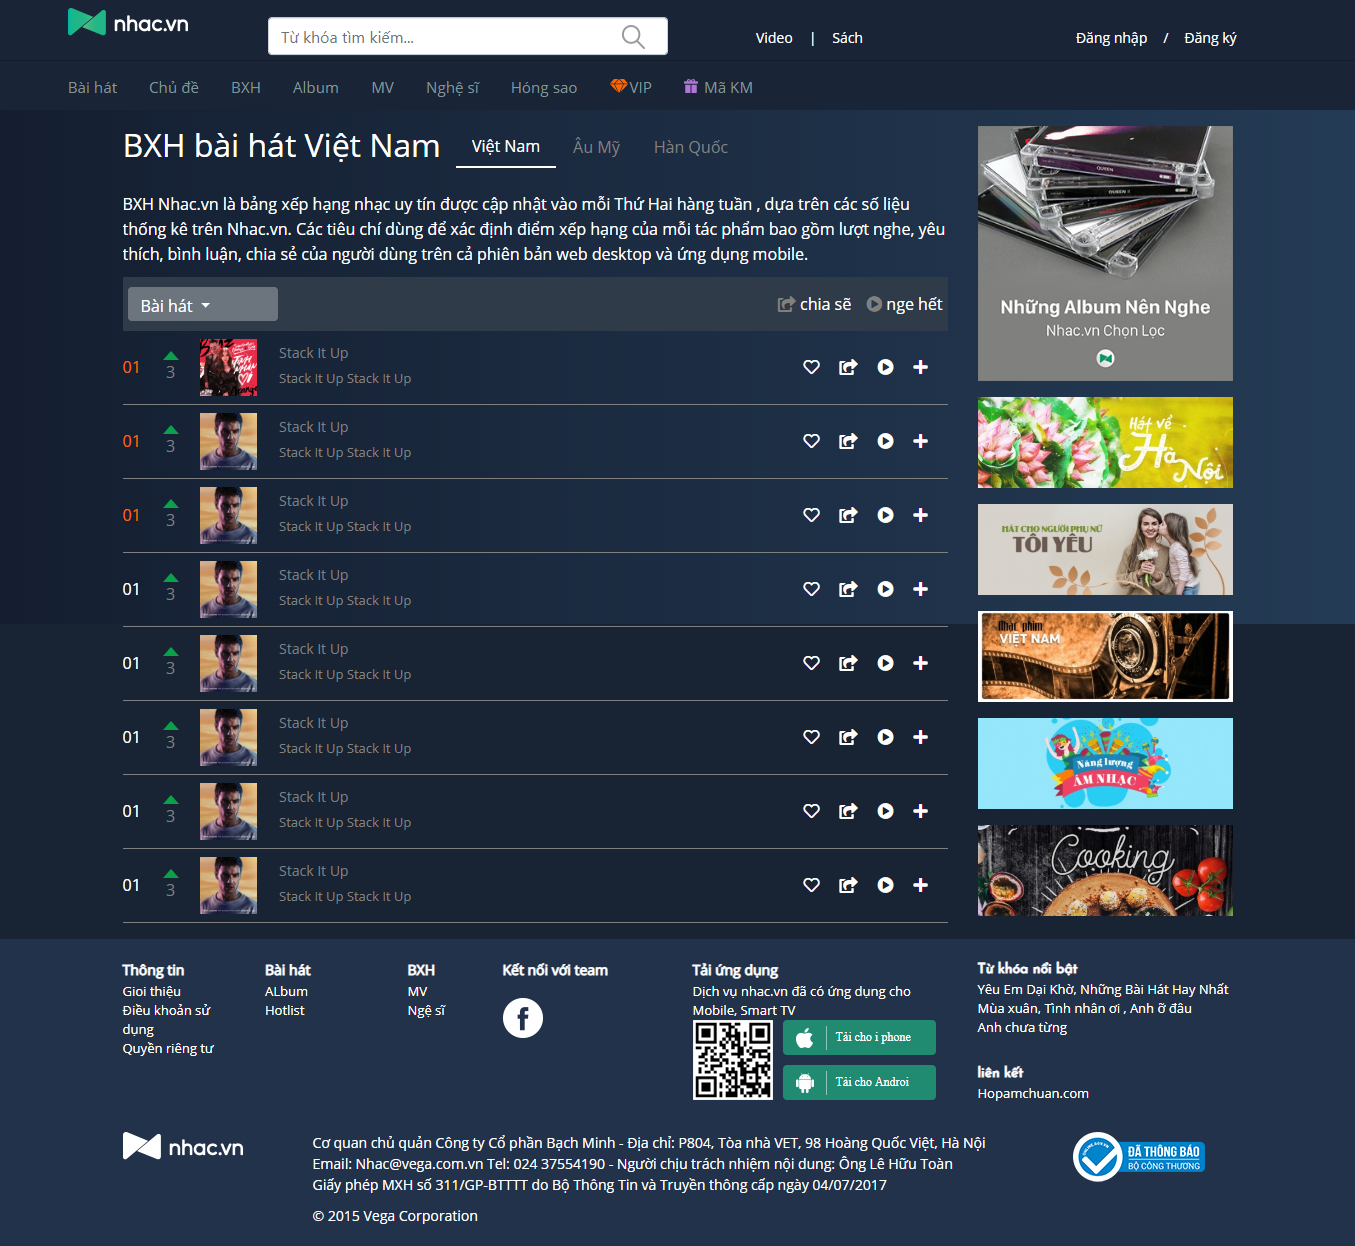 nhac.vn
Từ khóa tìm kiếm...
Video | Sách
Đăng nhập / Đăng ký
Bài hát Chủ đề BXH Album MV Nghệ sĩ Hóng sao VIP Mã KM
BXH bài hát Việt Nam Việt Nam Âu Mỹ Hàn Quốc
BXH Nhac.vn là bảng xếp hạng nhạc uy tín được cập nhật vào mỗi Thứ Hai hàng tuần , dựa trên các số liệu
thống kê trên Nhac.vn. Các tiêu chí dùng để xác định điểm xếp hạng của mỗi tác phẩm bao gồm lượt nghe, yêu
thích, bình luận, chia sẻ của người dùng trên cả phiên bản web desktop và ứng dụng mobile.
Bài hát chia sẽ nge hết
01 3 Stack It Up
Stack It Up Stack It Up
01 3 Stack It Up
Stack It Up Stack It Up
01 3 Stack It Up
Stack It Up Stack It Up
01 3 Stack It Up
Stack It Up Stack It Up
01 3 Stack It Up
Stack It Up Stack It Up
01 3 Stack It Up
Stack It Up Stack It Up
01 3 Stack It Up
Stack It Up Stack It Up
01 3 Stack It Up
Stack It Up Stack It Up
QUEEN
QUEEN II
Những Album Nên Nghe
Nhac.vn Chọn Lọc
Hát về
Hà Nội
HÁT CHO NGƯỜI PHỤ NỮ
TÔI YÊU
Nhạc phim
VIỆT NAM
Năng lượng
ÂM NHẠC
Cooking
Thông tin
Gioi thiệu
Điều khoản sử
dụng
Quyền riêng tư
Bài hát
ALbum
Hotlist
BXH
MV
Ngệ sĩ
Kết nối với team
Tải ứng dụng
Dịch vụ nhac.vn đã có ứng dụng cho
Mobile, Smart TV
Tải cho i phone
Tải cho Androi
Từ khóa nổi bật
Yêu Em Dại Khờ, Những Bài Hát Hay Nhất
Mùa xuân, Tình nhân ơi , Anh ỡ đâu
Anh chưa từng
liên kết
Hopamchuan.com
nhac.vn
Cơ quan chủ quản Công ty Cổ phần Bạch Minh - Địa chỉ: P804, Tòa nhà VET, 98 Hoàng Quốc Việt, Hà Nội
Email: Nhac@vega.com.vn Tel: 024 37554190 - Người chịu trách nhiệm nội dung: Ông Lê Hữu Toàn
Giấy phép MXH số 311/GP-BTTTT do Bộ Thông Tin và Truyền thông cấp ngày 04/07/2017
© 2015 Vega Corporation
ĐÃ THÔNG BÁO
BỘ CÔNG THƯƠNG